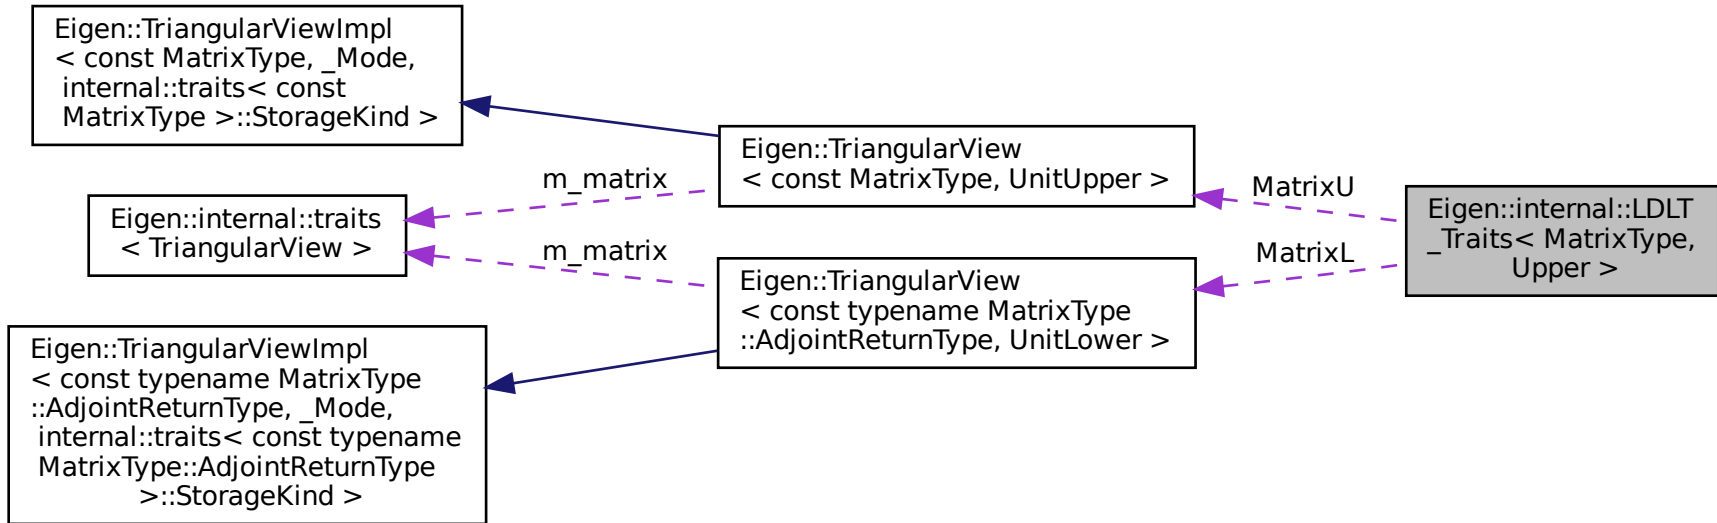 Eigen::TriangularViewImpl
< const MatrixType, _Mode,
internal::traits< const
MatrixType >::StorageKind >
Eigen::internal::traits
< TriangularView >
Eigen::TriangularViewImpl
< const typename MatrixType
::AdjointReturnType, _Mode,
internal::traits< const typename
MatrixType::AdjointReturnType
>::StorageKind >
m_matrix
m_matrix
Eigen::TriangularView
< const MatrixType, UnitUpper >
Eigen::TriangularView
< const typename MatrixType
::AdjointReturnType, UnitLower >
MatrixU
MatrixL
Eigen::internal::LDLT
_Traits< MatrixType,
Upper >